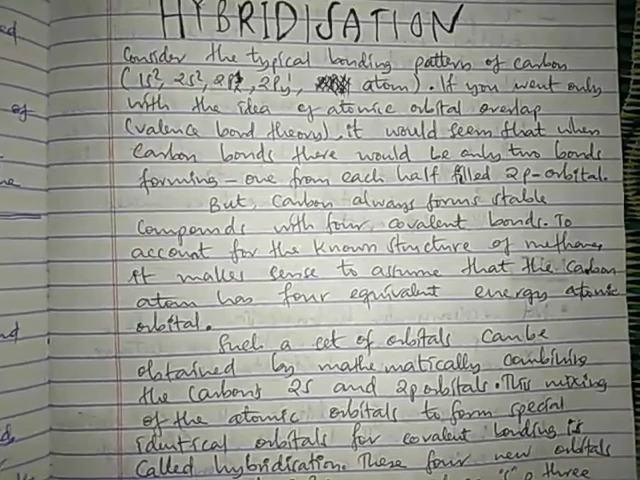 HYBRIDISATION
Consider the typical bonding pattern of carbon
(1s², 2s², 2Px¹, 2Py¹, atom). If you went only
with the idea of atomic orbital overlap
(valence bond theory), it would seem that when
carbon bonds there would be only two bonds
forming - one from each half filled 2p-orbital.
But, carbon always forms stable
compounds with four covalent bonds. To
account for the known structure of methane,
it makes sense to assume that the carbon
atom has four equivalent energy atomic
orbital.
Such a set of orbitals can be
obtained by mathematically combining
the carbon's 2s and 2p orbitals. This mixing
of the atomic orbitals to form special
identical orbitals for covalent bonding is
called hybridisation. These four new orbitals
"s", three